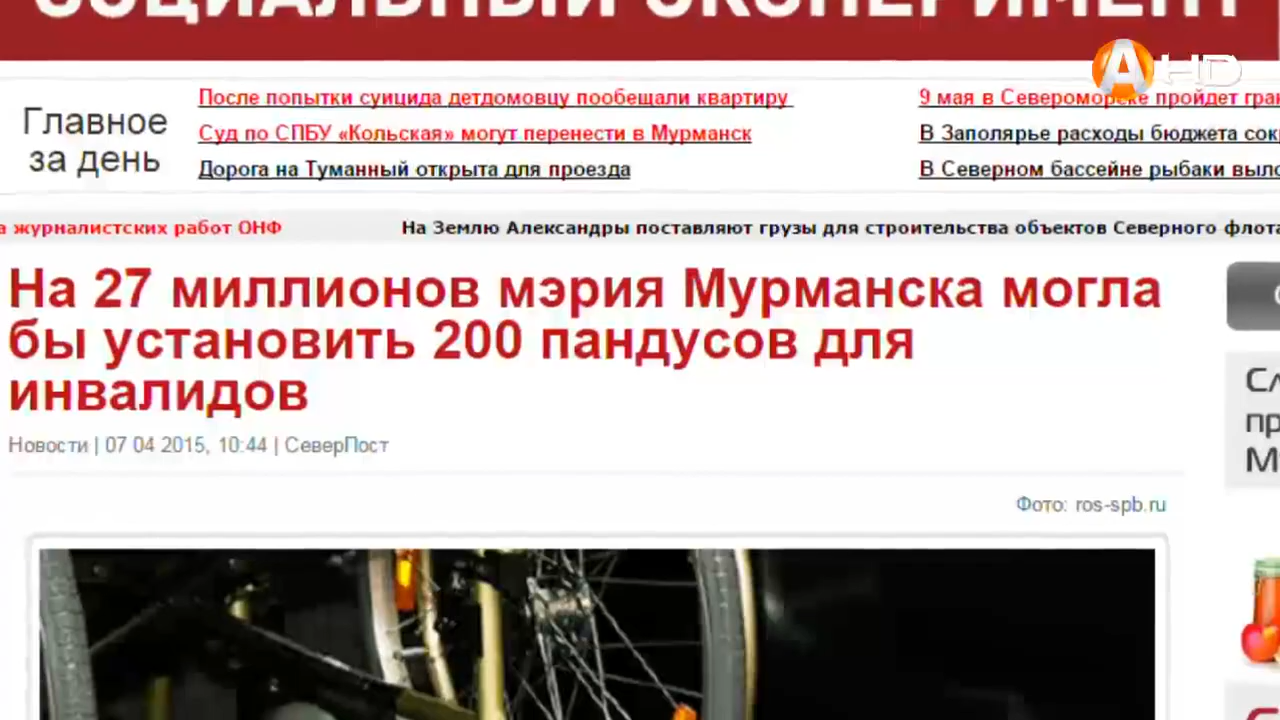 СОЦИАЛЬНЫЙ ЭКСПЕРИМЕНТ
AHD
Главное
за день
После попытки суицида детдомовцу пообещали квартиру
Суд по СПБУ «Кольская» могут перенести в Мурманск
Дорога на Туманный открыта для проезда
9 мая в Североморске пройдет
В Заполярье расходы бюджета
В Северном бассейне рыбаки
журналистских работ ОНФ
На Землю Александры поставляют грузы для строительства объектов Северного флота
На 27 миллионов мэрия Мурманска могла
бы установить 200 пандусов для
инвалидов
Новости | 07 04 2015, 10:44 | СеверПост
Фото: ros-spb.ru